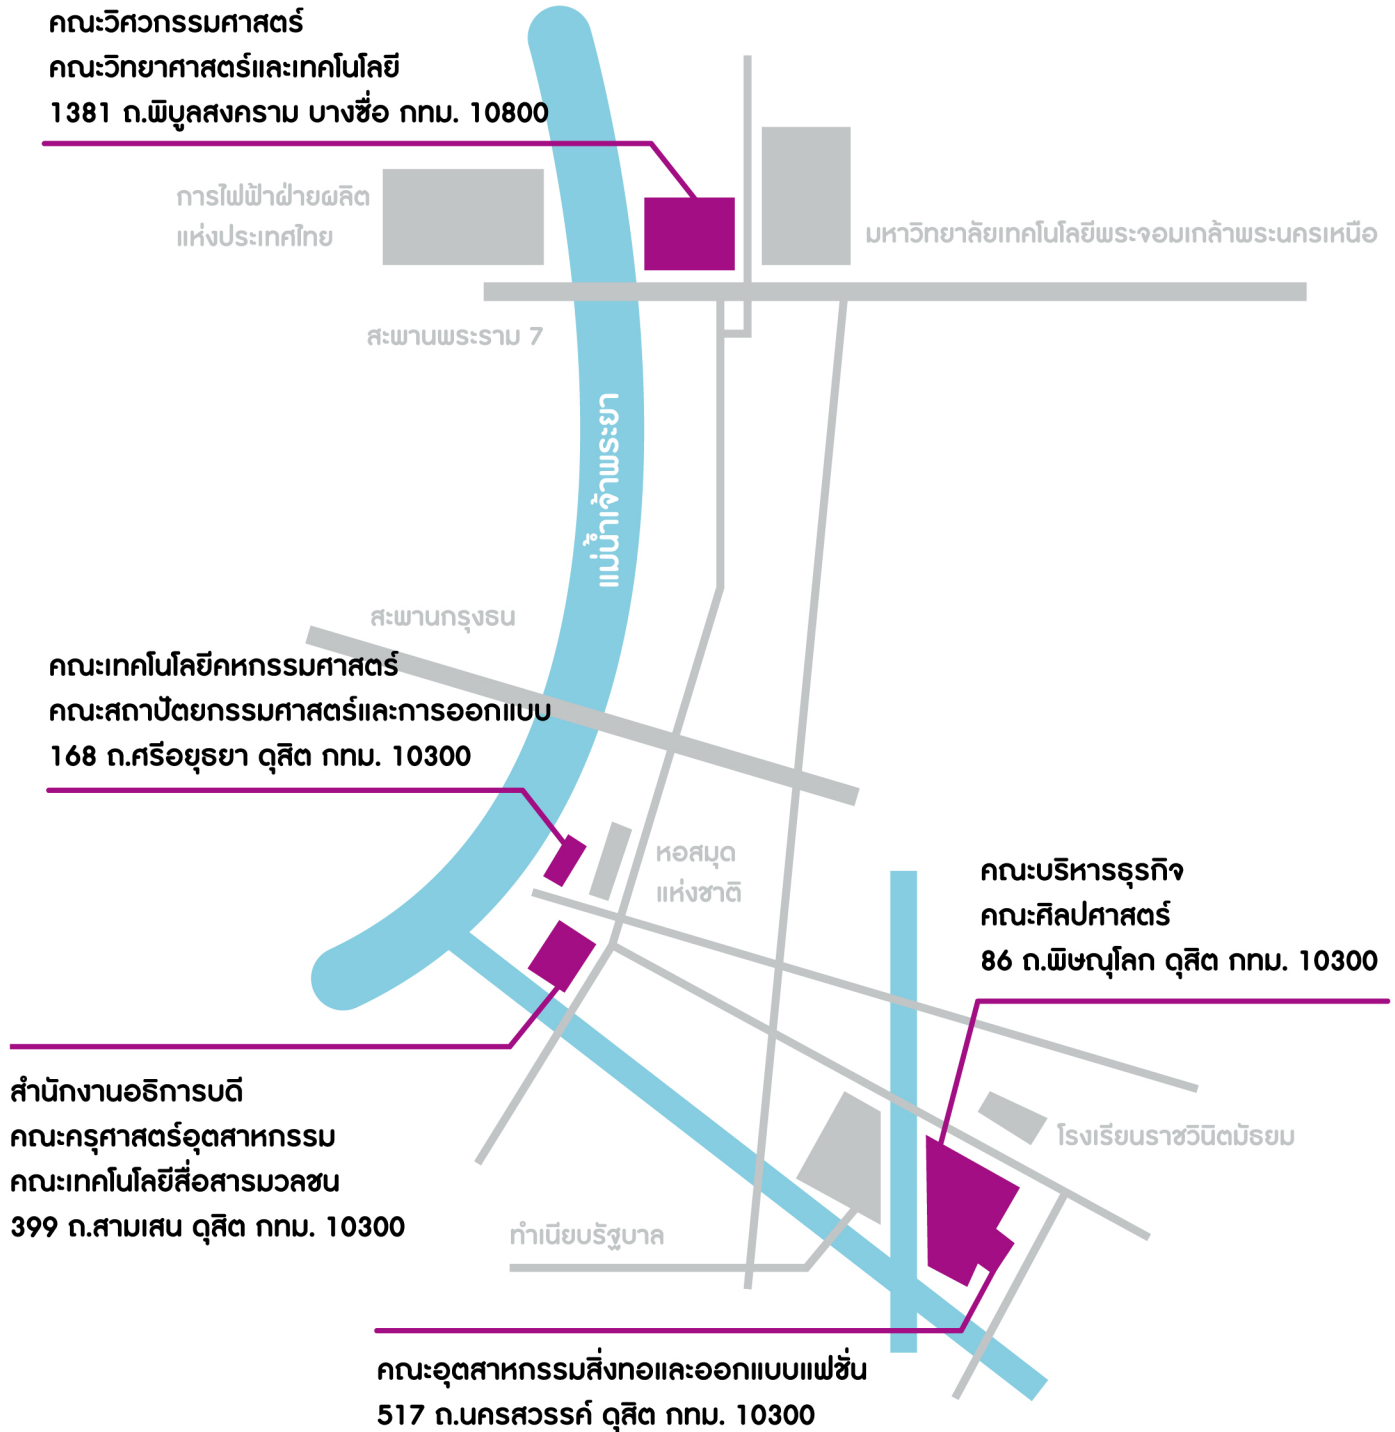 คณะวิศวกรรมศาสตร์
คณะวิทยาศาสตร์และเทคโนโลยี
1381 ถ.พิบูลสงคราม บางซื่อ กทม. 10800
การไฟฟ้าฝ่ายผลิต
แห่งประเทศไทย
มหาวิทยาลัยเทคโนโลยีพระจอมเกล้าพระนครเหนือ
สะพานพระราม 7
แม่น้ำเจ้าพระยา
สะพานกรุงธน
คณะเทคโนโลยีคหกรรมศาสตร์
คณะสถาปัตยกรรมศาสตร์และการออกแบบ
168 ถ.ศรีอยุธยา ดุสิต กทม. 10300
หอสมุด
แห่งชาติ
คณะบริหารธุรกิจ
คณะศิลปศาสตร์
86 ถ.พิษณุโลก ดุสิต กทม. 10300
สำนักงานอธิการบดี
คณะครุศาสตร์อุตสาหกรรม
คณะเทคโนโลยีสื่อสารมวลชน
399 ถ.สามเสน ดุสิต กทม. 10300
โรงเรียนราชวินิตมัธยม
ทำเนียบรัฐบาล
คณะอุตสาหกรรมสิ่งทอและออกแบบแฟชั่น
517 ถ.นครสวรรค์ ดุสิต กทม. 10300